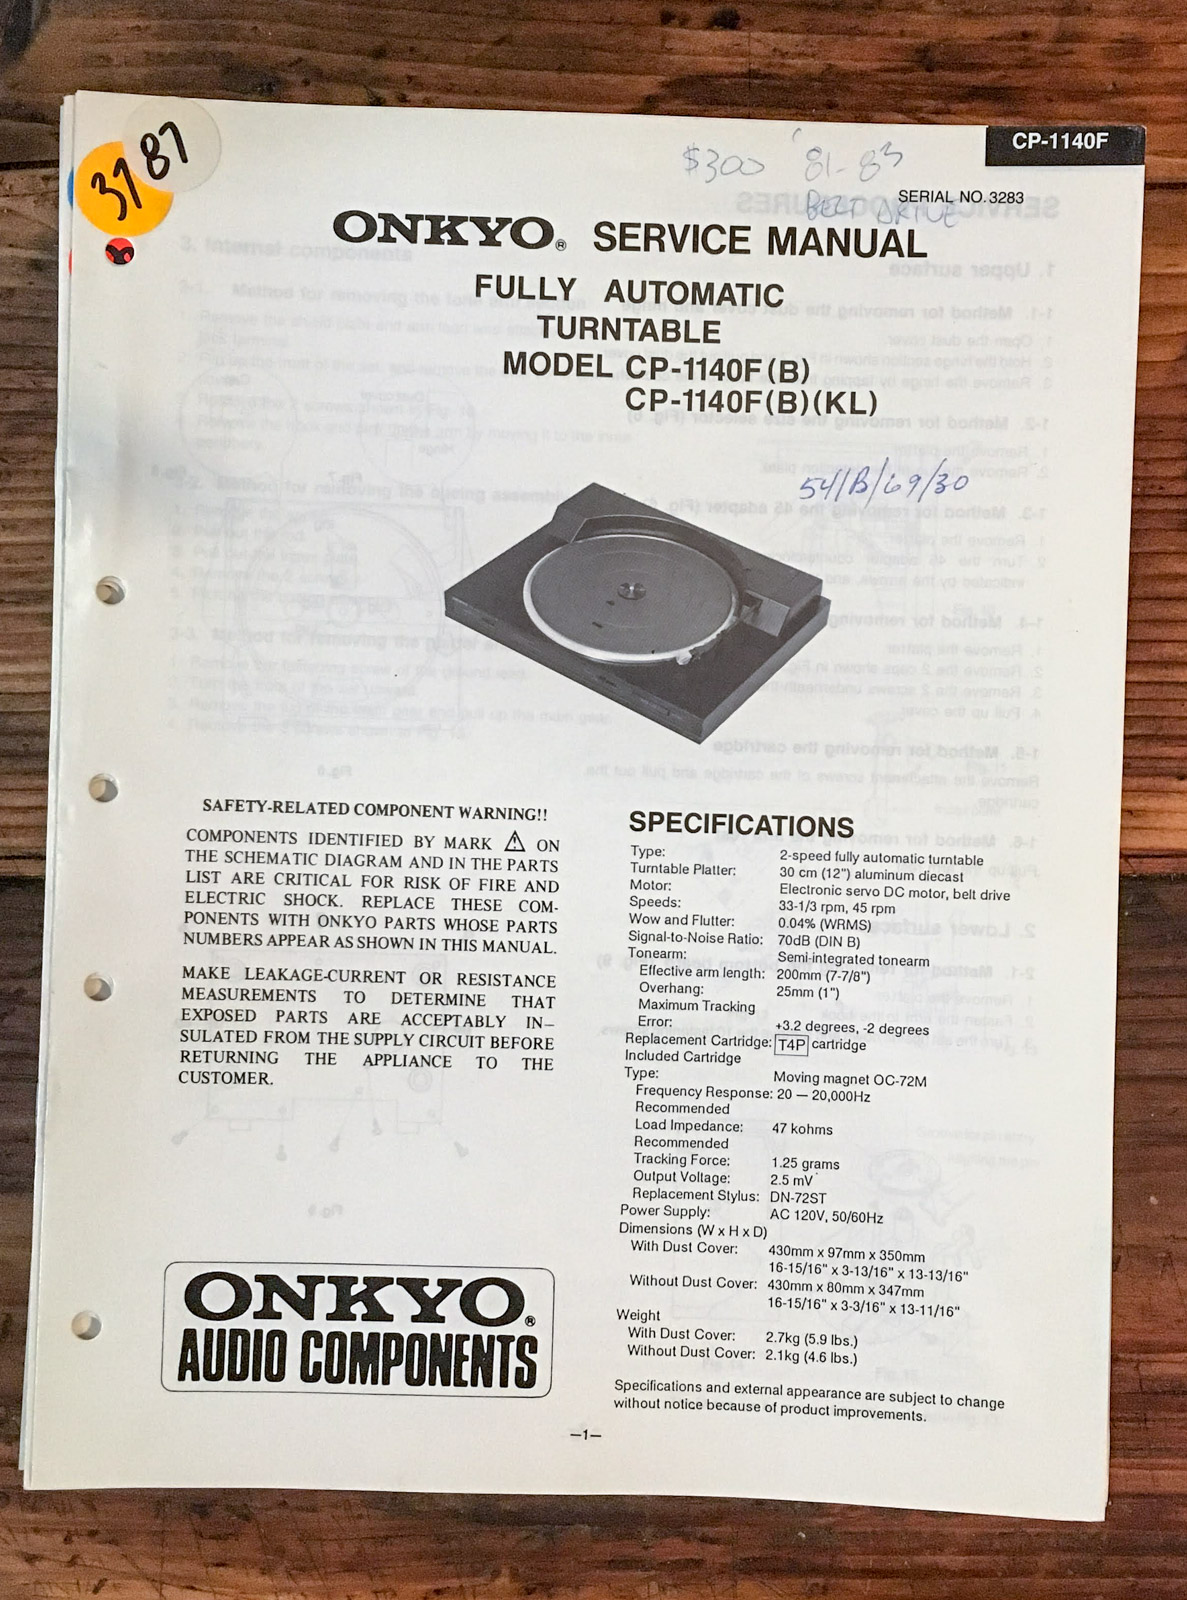 3187
$300 '81-83
CP-1140F
SERIAL NO. 3283
BELT DRIVE
ONKYO® SERVICE MANUAL
FULLY AUTOMATIC
TURNTABLE
MODEL CP-1140F(B)
CP-1140F(B)(KL)
541/B/69/30
SAFETY-RELATED COMPONENT WARNING!!
COMPONENTS IDENTIFIED BY MARK ⚠ ON
THE SCHEMATIC DIAGRAM AND IN THE PARTS
LIST ARE CRITICAL FOR RISK OF FIRE AND
ELECTRIC SHOCK. REPLACE THESE COM-
PONENTS WITH ONKYO PARTS WHOSE PARTS
NUMBERS APPEAR AS SHOWN IN THIS MANUAL.
MAKE LEAKAGE-CURRENT OR RESISTANCE
MEASUREMENTS TO DETERMINE THAT
EXPOSED PARTS ARE ACCEPTABLY IN–
SULATED FROM THE SUPPLY CIRCUIT BEFORE
RETURNING THE APPLIANCE TO THE
CUSTOMER.
ONKYO®
AUDIO COMPONENTS
SPECIFICATIONS
Type: 2-speed fully automatic turntable
Turntable Platter: 30 cm (12") aluminum diecast
Motor: Electronic servo DC motor, belt drive
Speeds: 33-1/3 rpm, 45 rpm
Wow and Flutter: 0.04% (WRMS)
Signal-to-Noise Ratio: 70dB (DIN B)
Tonearm: Semi-integrated tonearm
Effective arm length: 200mm (7-7/8")
Overhang: 25mm (1")
Maximum Tracking
Error: +3.2 degrees, -2 degrees
Replacement Cartridge: T4P cartridge
Included Cartridge
Type: Moving magnet OC-72M
Frequency Response: 20 — 20,000Hz
Recommended
Load Impedance: 47 kohms
Recommended
Tracking Force: 1.25 grams
Output Voltage: 2.5 mV
Replacement Stylus: DN-72ST
Power Supply: AC 120V, 50/60Hz
Dimensions (W x H x D)
With Dust Cover: 430mm x 97mm x 350mm
16-15/16" x 3-13/16" x 13-13/16"
Without Dust Cover: 430mm x 80mm x 347mm
16-15/16" x 3-3/16" x 13-11/16"
Weight
With Dust Cover: 2.7kg (5.9 lbs.)
Without Dust Cover: 2.1kg (4.6 lbs.)
Specifications and external appearance are subject to change
without notice because of product improvements.
—1—